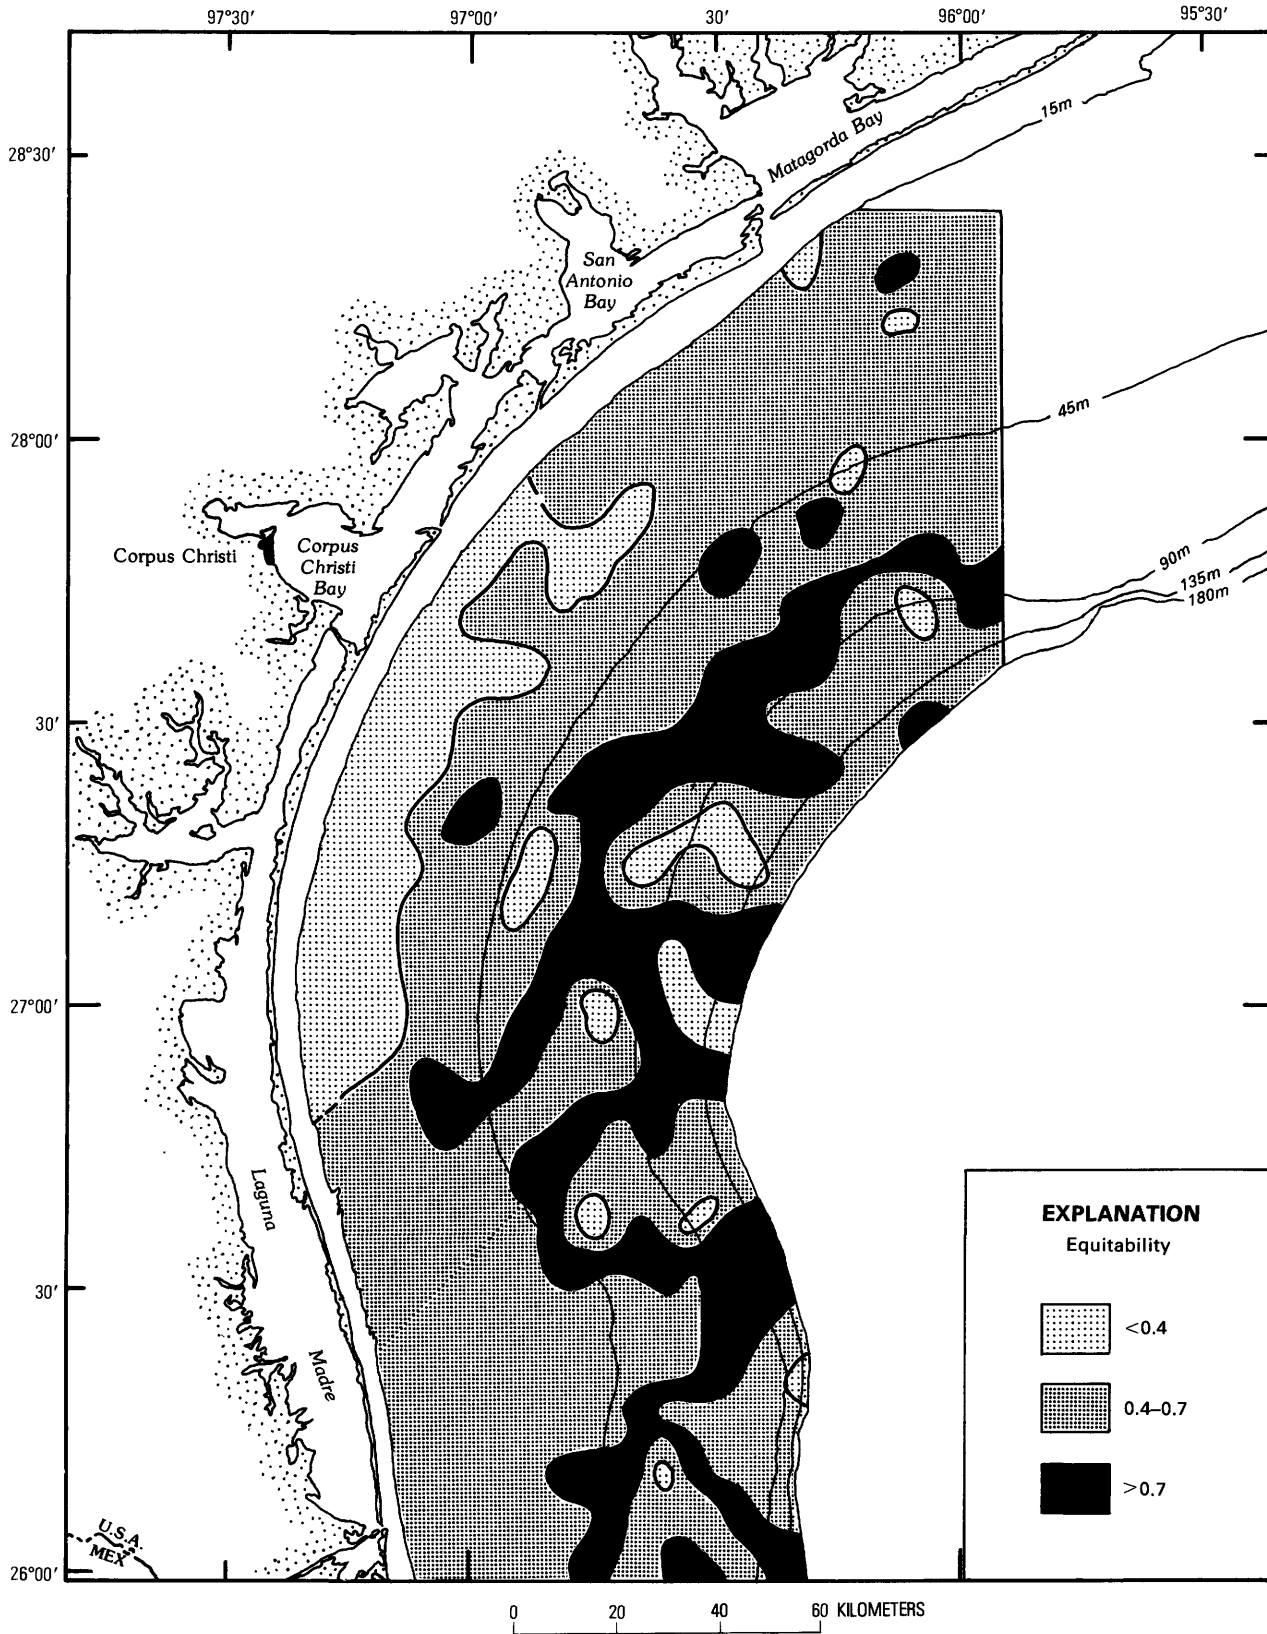 97°30′ 97°00′ 30′ 96°00′ 95°30′
15m
Matagorda Bay
28°30′
San
Antonio
Bay
45m
28°00′
Corpus Christi
Corpus
Christi
Bay
90m
135m
180m
30′
27°00′
Laguna
Madre
EXPLANATION
Equitability
<0.4
0.4–0.7
>0.7
30′
U.S.A.
MEX
26°00′
0 20 40 60 KILOMETERS